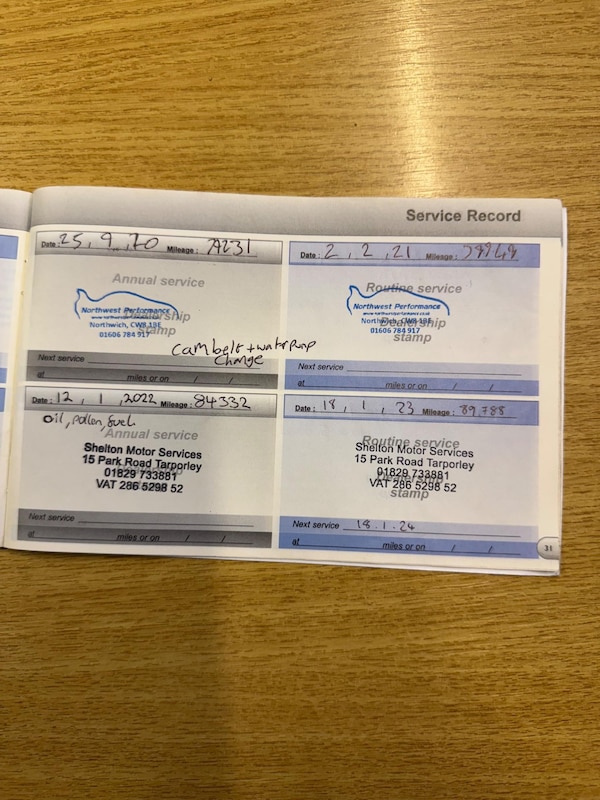 Service Record
Date: 25, 9, 20 Mileage:
Annual service
Northwest Performance
Dealership
Northwich, CW8 1BE
stamp
01606 784 917
Cambelt + waterpump
change
Next service
at miles or on / /
Date: 2, 2, 21 Mileage:
Routine service
Northwest Performance
Dealership
Northwich, CW8 1BE
01606 784 917
stamp
Next service
at miles or on / /
Date: 12, 1, 2022 Mileage: 84332
oil, pollen, fuel
Annual service
Shelton Motor Services
15 Park Road Tarporley
01829 733881
VAT 286 5298 52
Next service
at miles or on / /
Date: 18, 1, 23 Mileage: 89,788
Routine service
Shelton Motor Services
15 Park Road Tarporley
01829 733881
VAT 286 5298 52
stamp
Next service 18.1.24
at miles or on / /
31